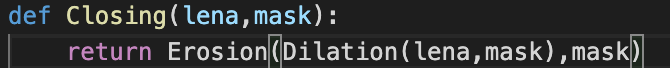 def Closing(lena,mask):
    return Erosion(Dilation(lena,mask),mask)